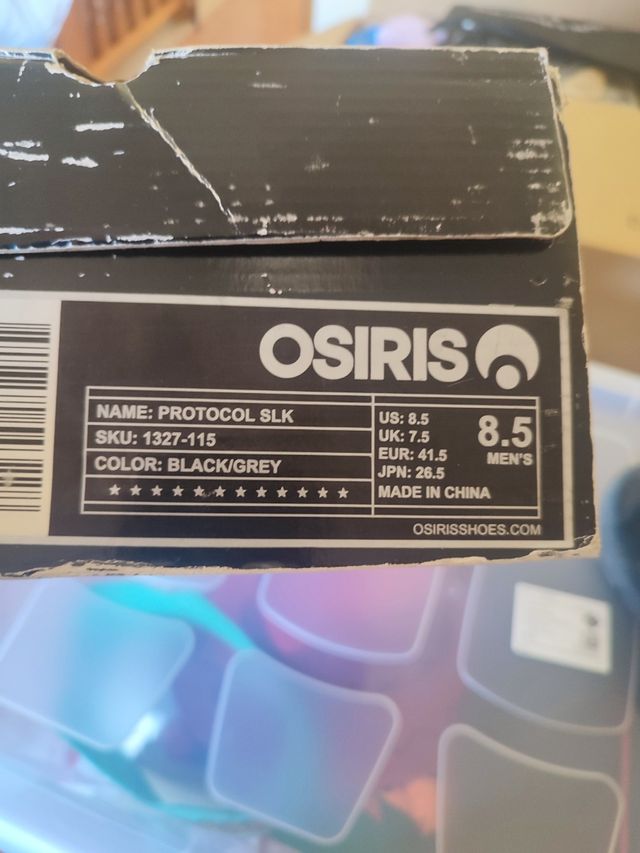 OSIRIS
NAME: PROTOCOL SLK
SKU: 1327-115
COLOR: BLACK/GREY
US: 8.5
UK: 7.5
EUR: 41.5
JPN: 26.5
8.5
MEN'S
MADE IN CHINA
OSIRISSHOES.COM